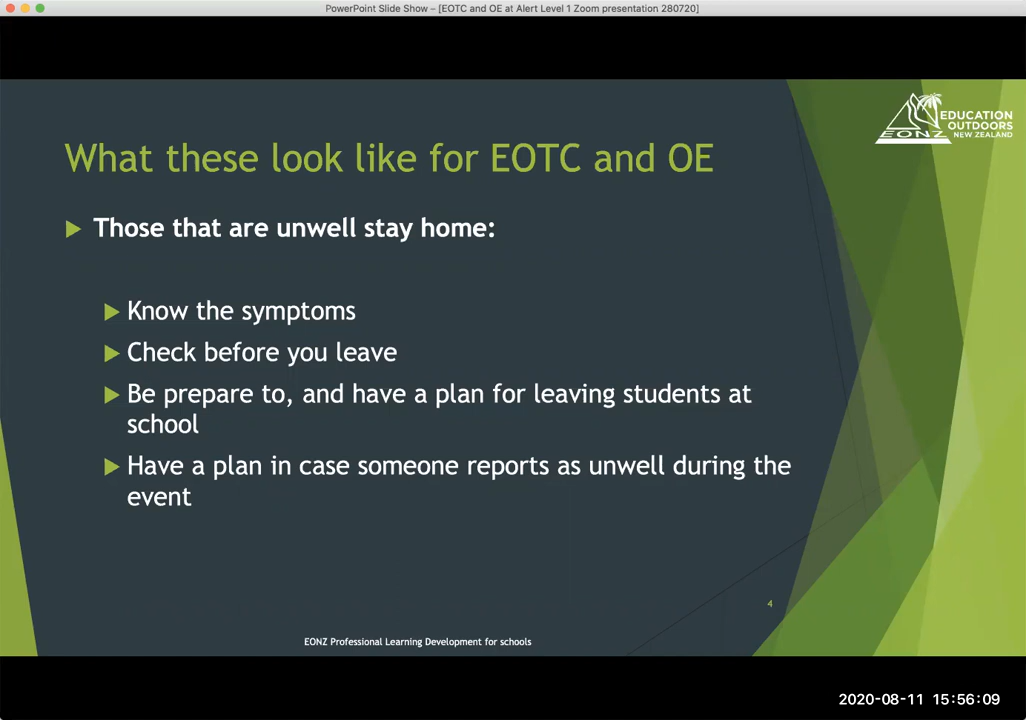 PowerPoint Slide Show – [EOTC and OE at Alert Level 1 Zoom presentation 280720]
EDUCATION
OUTDOORS
NEW ZEALAND
EONZ
What these look like for EOTC and OE
Those that are unwell stay home:
Know the symptoms
Check before you leave
Be prepare to, and have a plan for leaving students at
school
Have a plan in case someone reports as unwell during the
event
4
EONZ Professional Learning Development for schools
2020-08-11 15:56:09